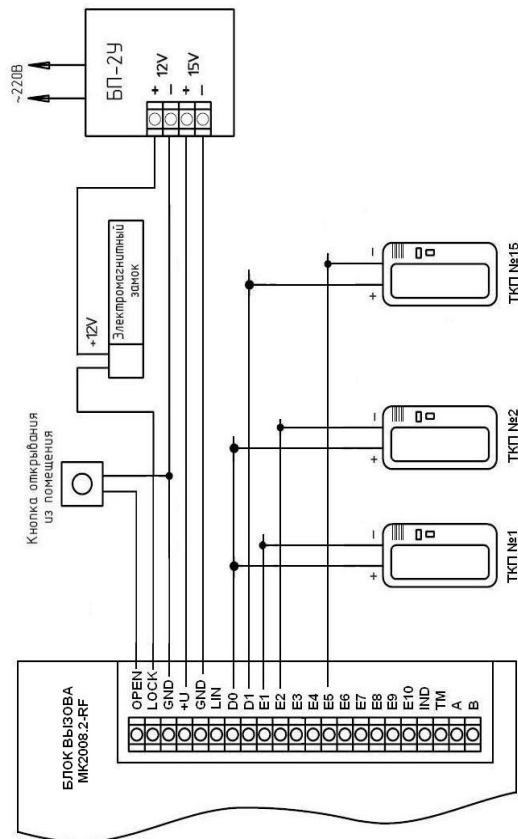 ~220В
БП-2У
+ 12V −
+ 15V −
+12V
Электромагнитный
замок
Кнопка открывания
из помещения
+ −
ТКП №15
+ −
ТКП №2
+ −
ТКП №1
БЛОК ВЫЗОВА
МК2008.2-RF
OPEN
LOCK
GND
+U
GND
LIN
D0
D1
E1
E2
E3
E4
E5
E6
E7
E8
E9
E10
IND
TM
A
B